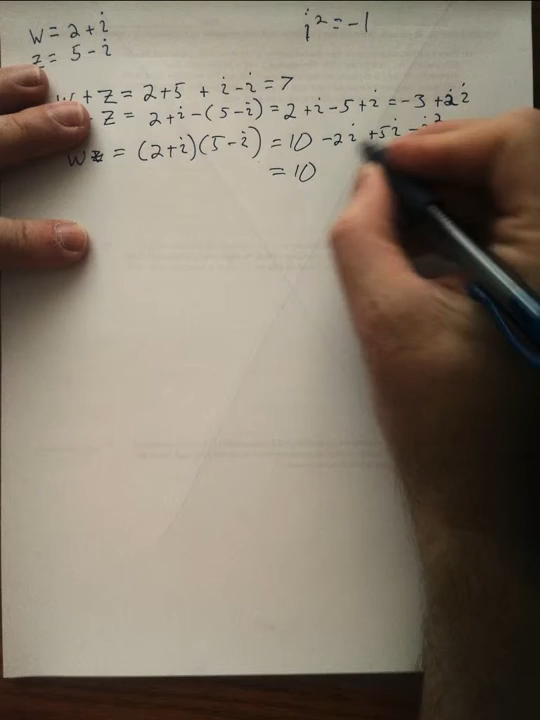 w = 2 + i
i² = -1
z = 5 - i
w + z = 2 + 5 + i - i = 7
- z = 2 + i - (5 - i) = 2 + i - 5 + i = -3 + 2i
wz = (2 + i)(5 - i) = 10 - 2i + 5i - i²
= 10